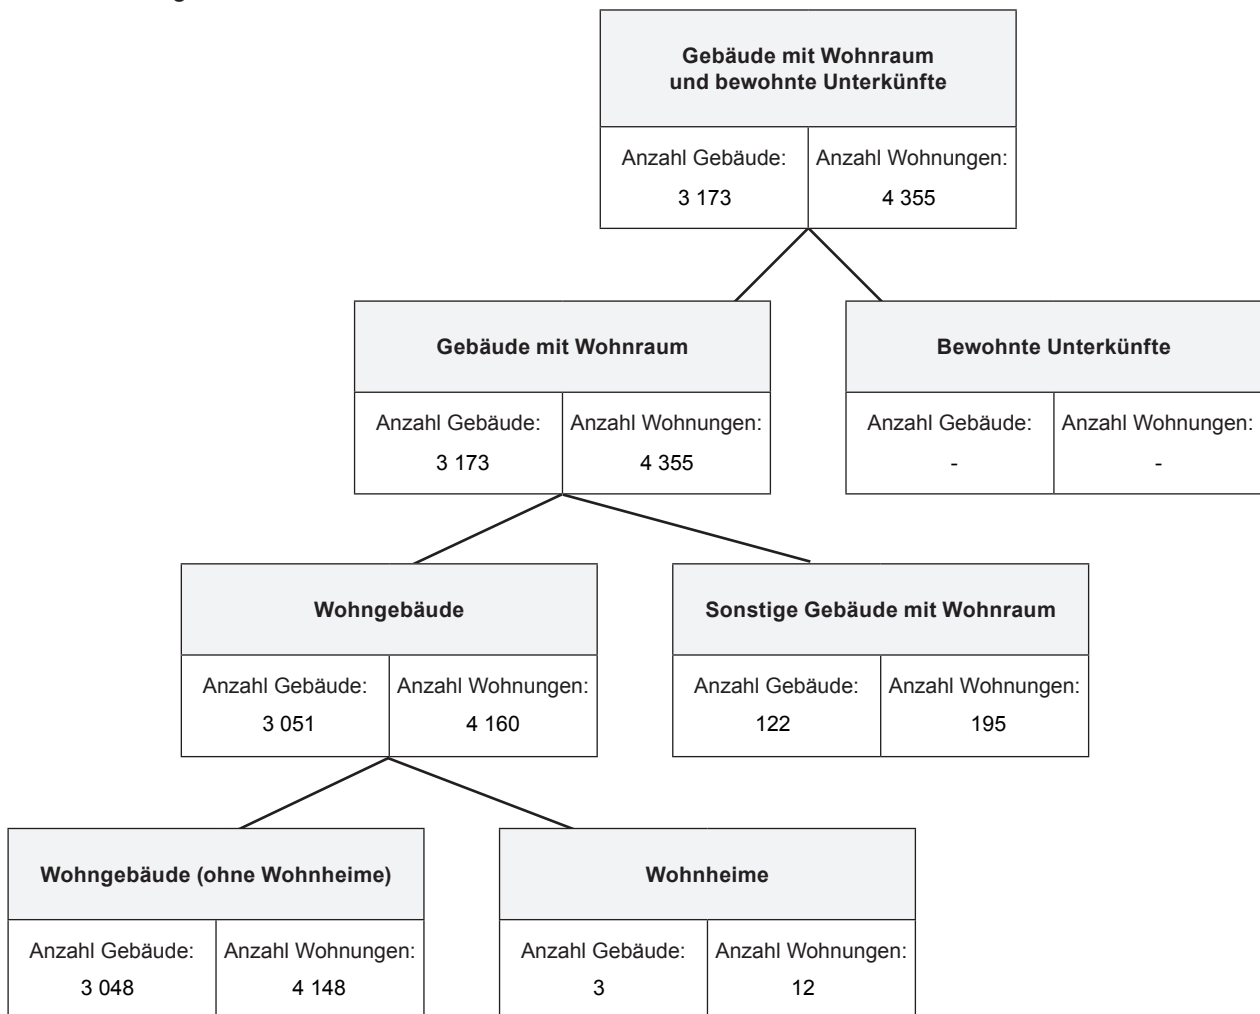 Gebäude mit Wohnraum
und bewohnte Unterkünfte
Anzahl Gebäude: Anzahl Wohnungen:
3 173 4 355
Gebäude mit Wohnraum
Anzahl Gebäude: Anzahl Wohnungen:
3 173 4 355
Bewohnte Unterkünfte
Anzahl Gebäude: Anzahl Wohnungen:
- -
Wohngebäude
Anzahl Gebäude: Anzahl Wohnungen:
3 051 4 160
Sonstige Gebäude mit Wohnraum
Anzahl Gebäude: Anzahl Wohnungen:
122 195
Wohngebäude (ohne Wohnheime)
Anzahl Gebäude: Anzahl Wohnungen:
3 048 4 148
Wohnheime
Anzahl Gebäude: Anzahl Wohnungen:
3 12